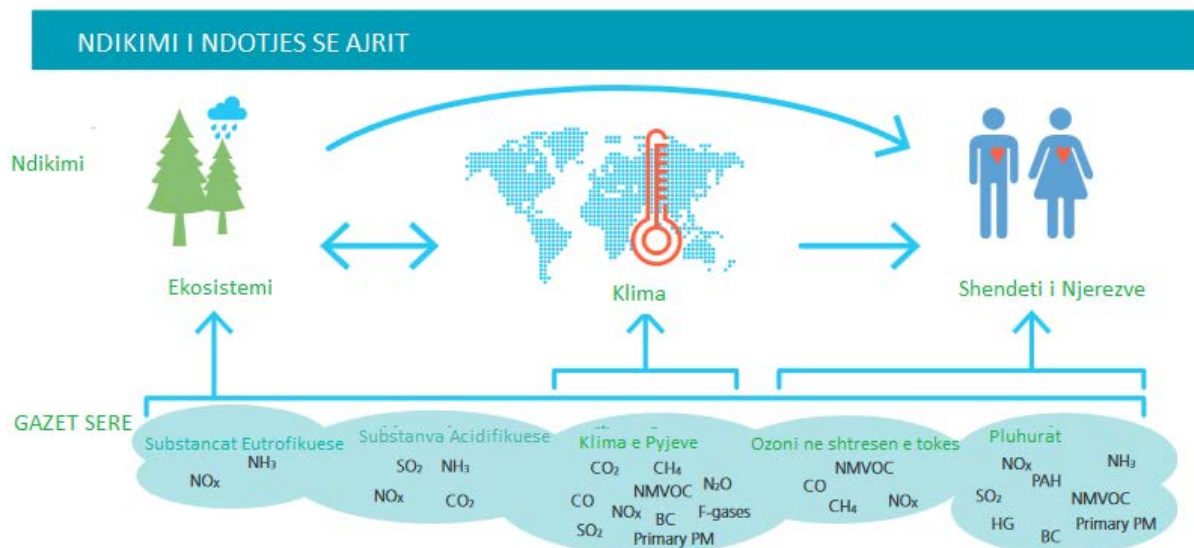 NDIKIMI I NDOTJES SE AJRIT
Ndikimi
Ekosistemi
Klima
Shendeti i Njerezve
GAZET SERE
Substancat Eutrofikuese
NH₃
NOₓ
Substanva Acidifikuese
SO₂ NH₃
NOₓ CO₂
Klima e Pyjeve
CO₂ CH₄
N₂O
NMVOC
CO
NOₓ BC F-gases
SO₂
Primary PM
Ozoni ne shtresen e tokes
NMVOC
CO
CH₄ NOₓ
Pluhurat
NOₓ NH₃
PAH
SO₂ NMVOC
HG Primary PM
BC